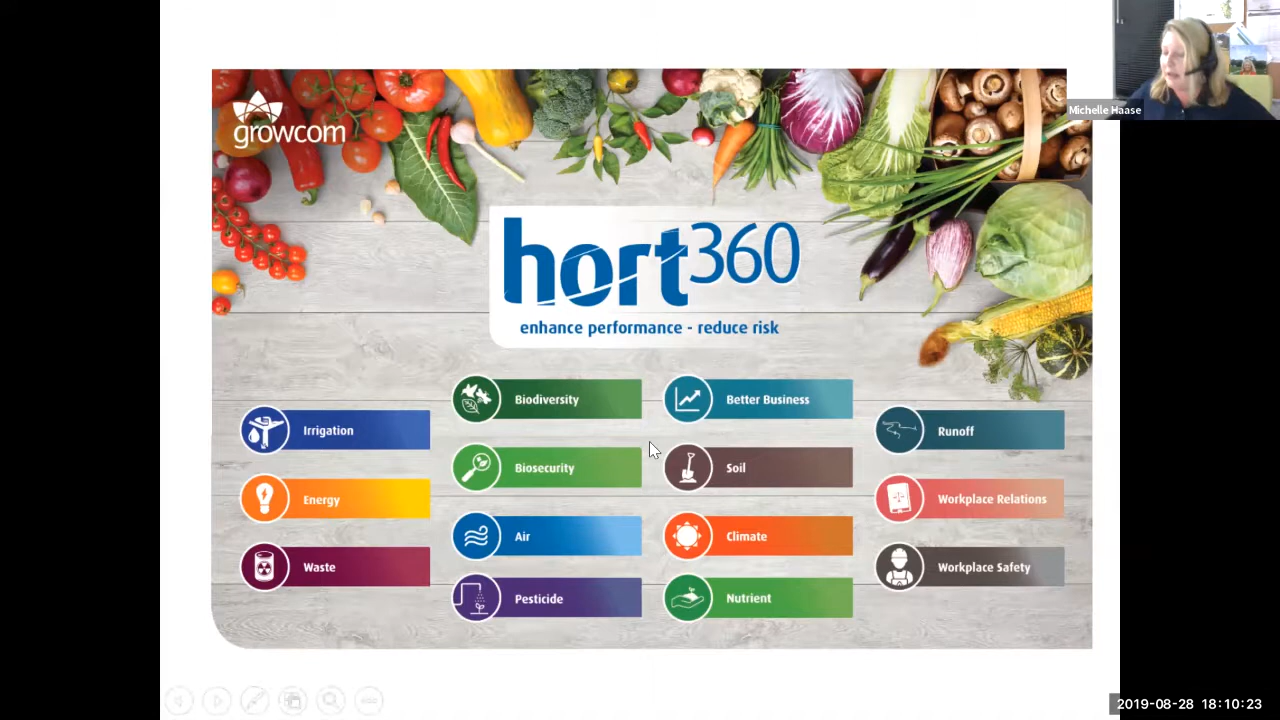 growcom
Michelle Haase
hort360
enhance performance - reduce risk
Irrigation
Energy
Waste
Biodiversity
Biosecurity
Air
Pesticide
Better Business
Soil
Climate
Nutrient
Runoff
Workplace Relations
Workplace Safety
2019-08-28 18:10:23